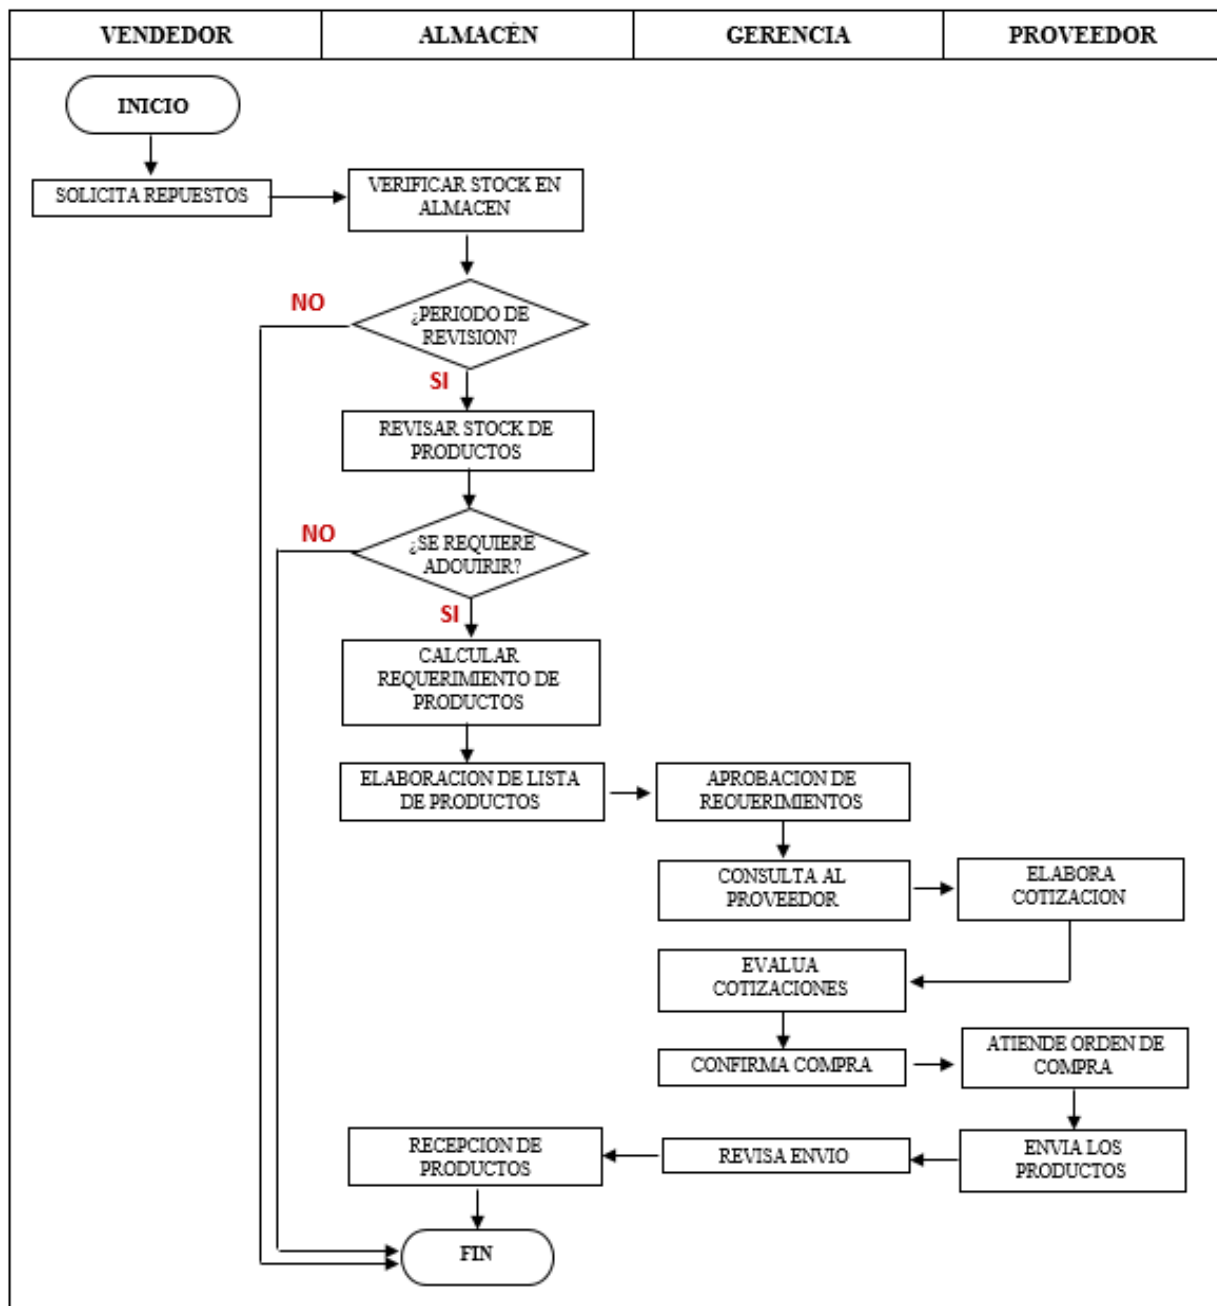 VENDEDOR
ALMACÉN
GERENCIA
PROVEEDOR
INICIO
SOLICITA REPUESTOS
VERIFICAR STOCK EN
ALMACEN
NO
¿PERIODO DE
REVISION?
SI
REVISAR STOCK DE
PRODUCTOS
NO
¿SE REQUIERE
ADQUIRIR?
SI
CALCULAR
REQUERIMIENTO DE
PRODUCTOS
ELABORACION DE LISTA
DE PRODUCTOS
APROBACION DE
REQUERIMIENTOS
CONSULTA AL
PROVEEDOR
ELABORA
COTIZACION
EVALUA
COTIZACIONES
CONFIRMA COMPRA
ATIENDE ORDEN DE
COMPRA
RECEPCION DE
PRODUCTOS
REVISA ENVIO
ENVIA LOS
PRODUCTOS
FIN